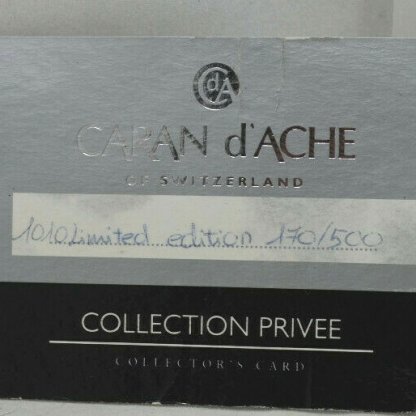 CdA
CARAN d'ACHE
OF SWITZERLAND
1010 Limited edition 170/500
COLLECTION PRIVEE
COLLECTOR'S CARD